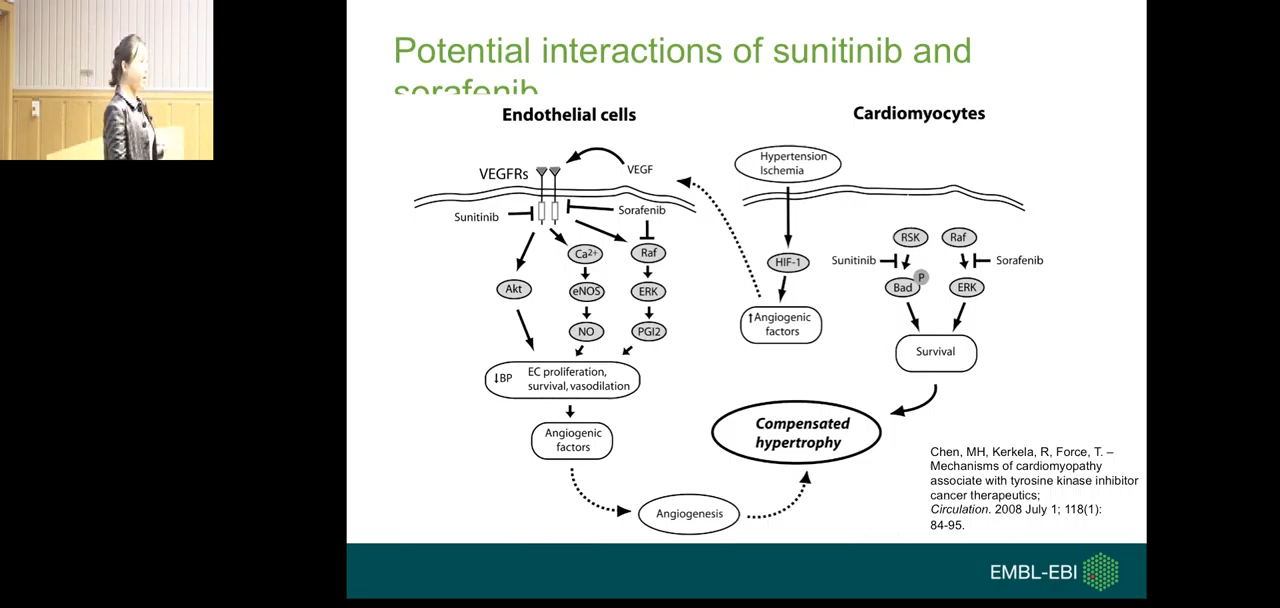 Potential interactions of sunitinib and
sorafenib
Endothelial cells
Cardiomyocytes
VEGFRs
VEGF
Sunitinib
Sorafenib
Ca2+
Raf
Akt
eNOS
ERK
NO
PGI2
↓BP
EC proliferation,
survival, vasodilation
Angiogenic
factors
Angiogenesis
Hypertension
Ischemia
HIF-1
↑Angiogenic
factors
RSK
Raf
Sunitinib
Sorafenib
P
Bad
ERK
Survival
Compensated
hypertrophy
Chen, MH, Kerkela, R, Force, T. –
Mechanisms of cardiomyopathy
associate with tyrosine kinase inhibitor
cancer therapeutics;
Circulation. 2008 July 1; 118(1):
84-95.
EMBL-EBI